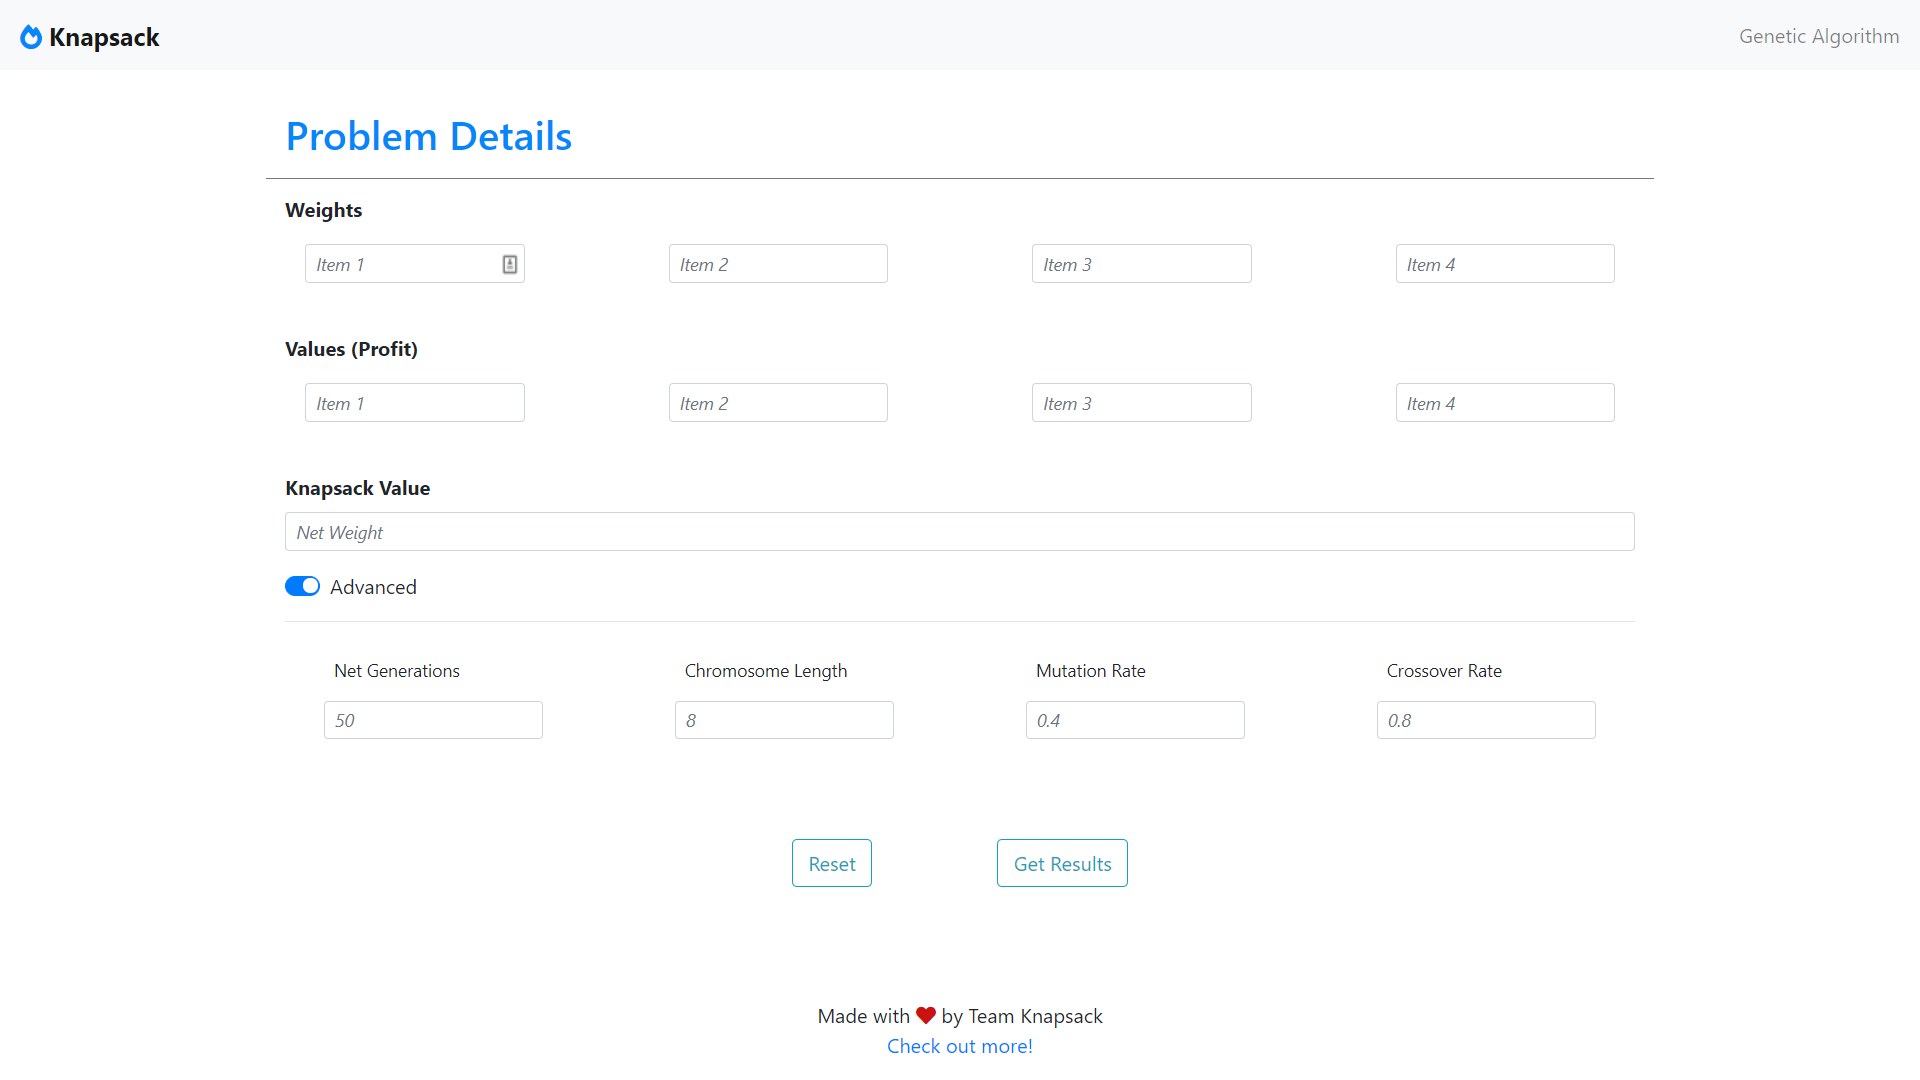 Knapsack
Genetic Algorithm
Problem Details
Weights
Item 1 Item 2 Item 3 Item 4
Values (Profit)
Item 1 Item 2 Item 3 Item 4
Knapsack Value
Net Weight
Advanced
Net Generations Chromosome Length Mutation Rate Crossover Rate
50 8 0.4 0.8
Reset Get Results
Made with ❤ by Team Knapsack
Check out more!